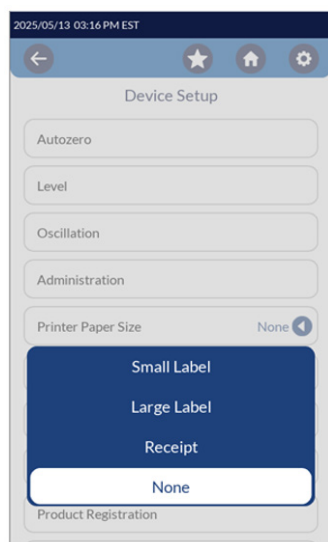 2025/05/13 03:16 PM EST
Device Setup
Autozero
Level
Oscillation
Administration
Printer Paper Size None
Small Label
Large Label
Receipt
None
Product Registration